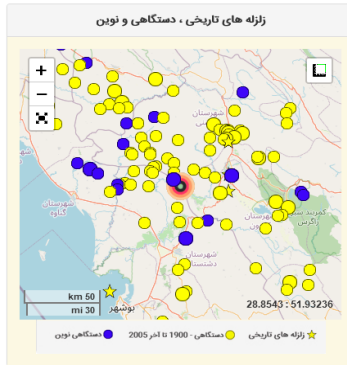 زلزله های تاریخی ، دستگاهی و نوین
+
−
شهرستان
شهرستان
گناوه
شهرستان
دشتستان
بوشهر
km 50
mi 30
28.8543 : 51.93236
زلزله های تاریخی
دستگاهی - 1900 تا آخر 2005
دستگاهی نوین